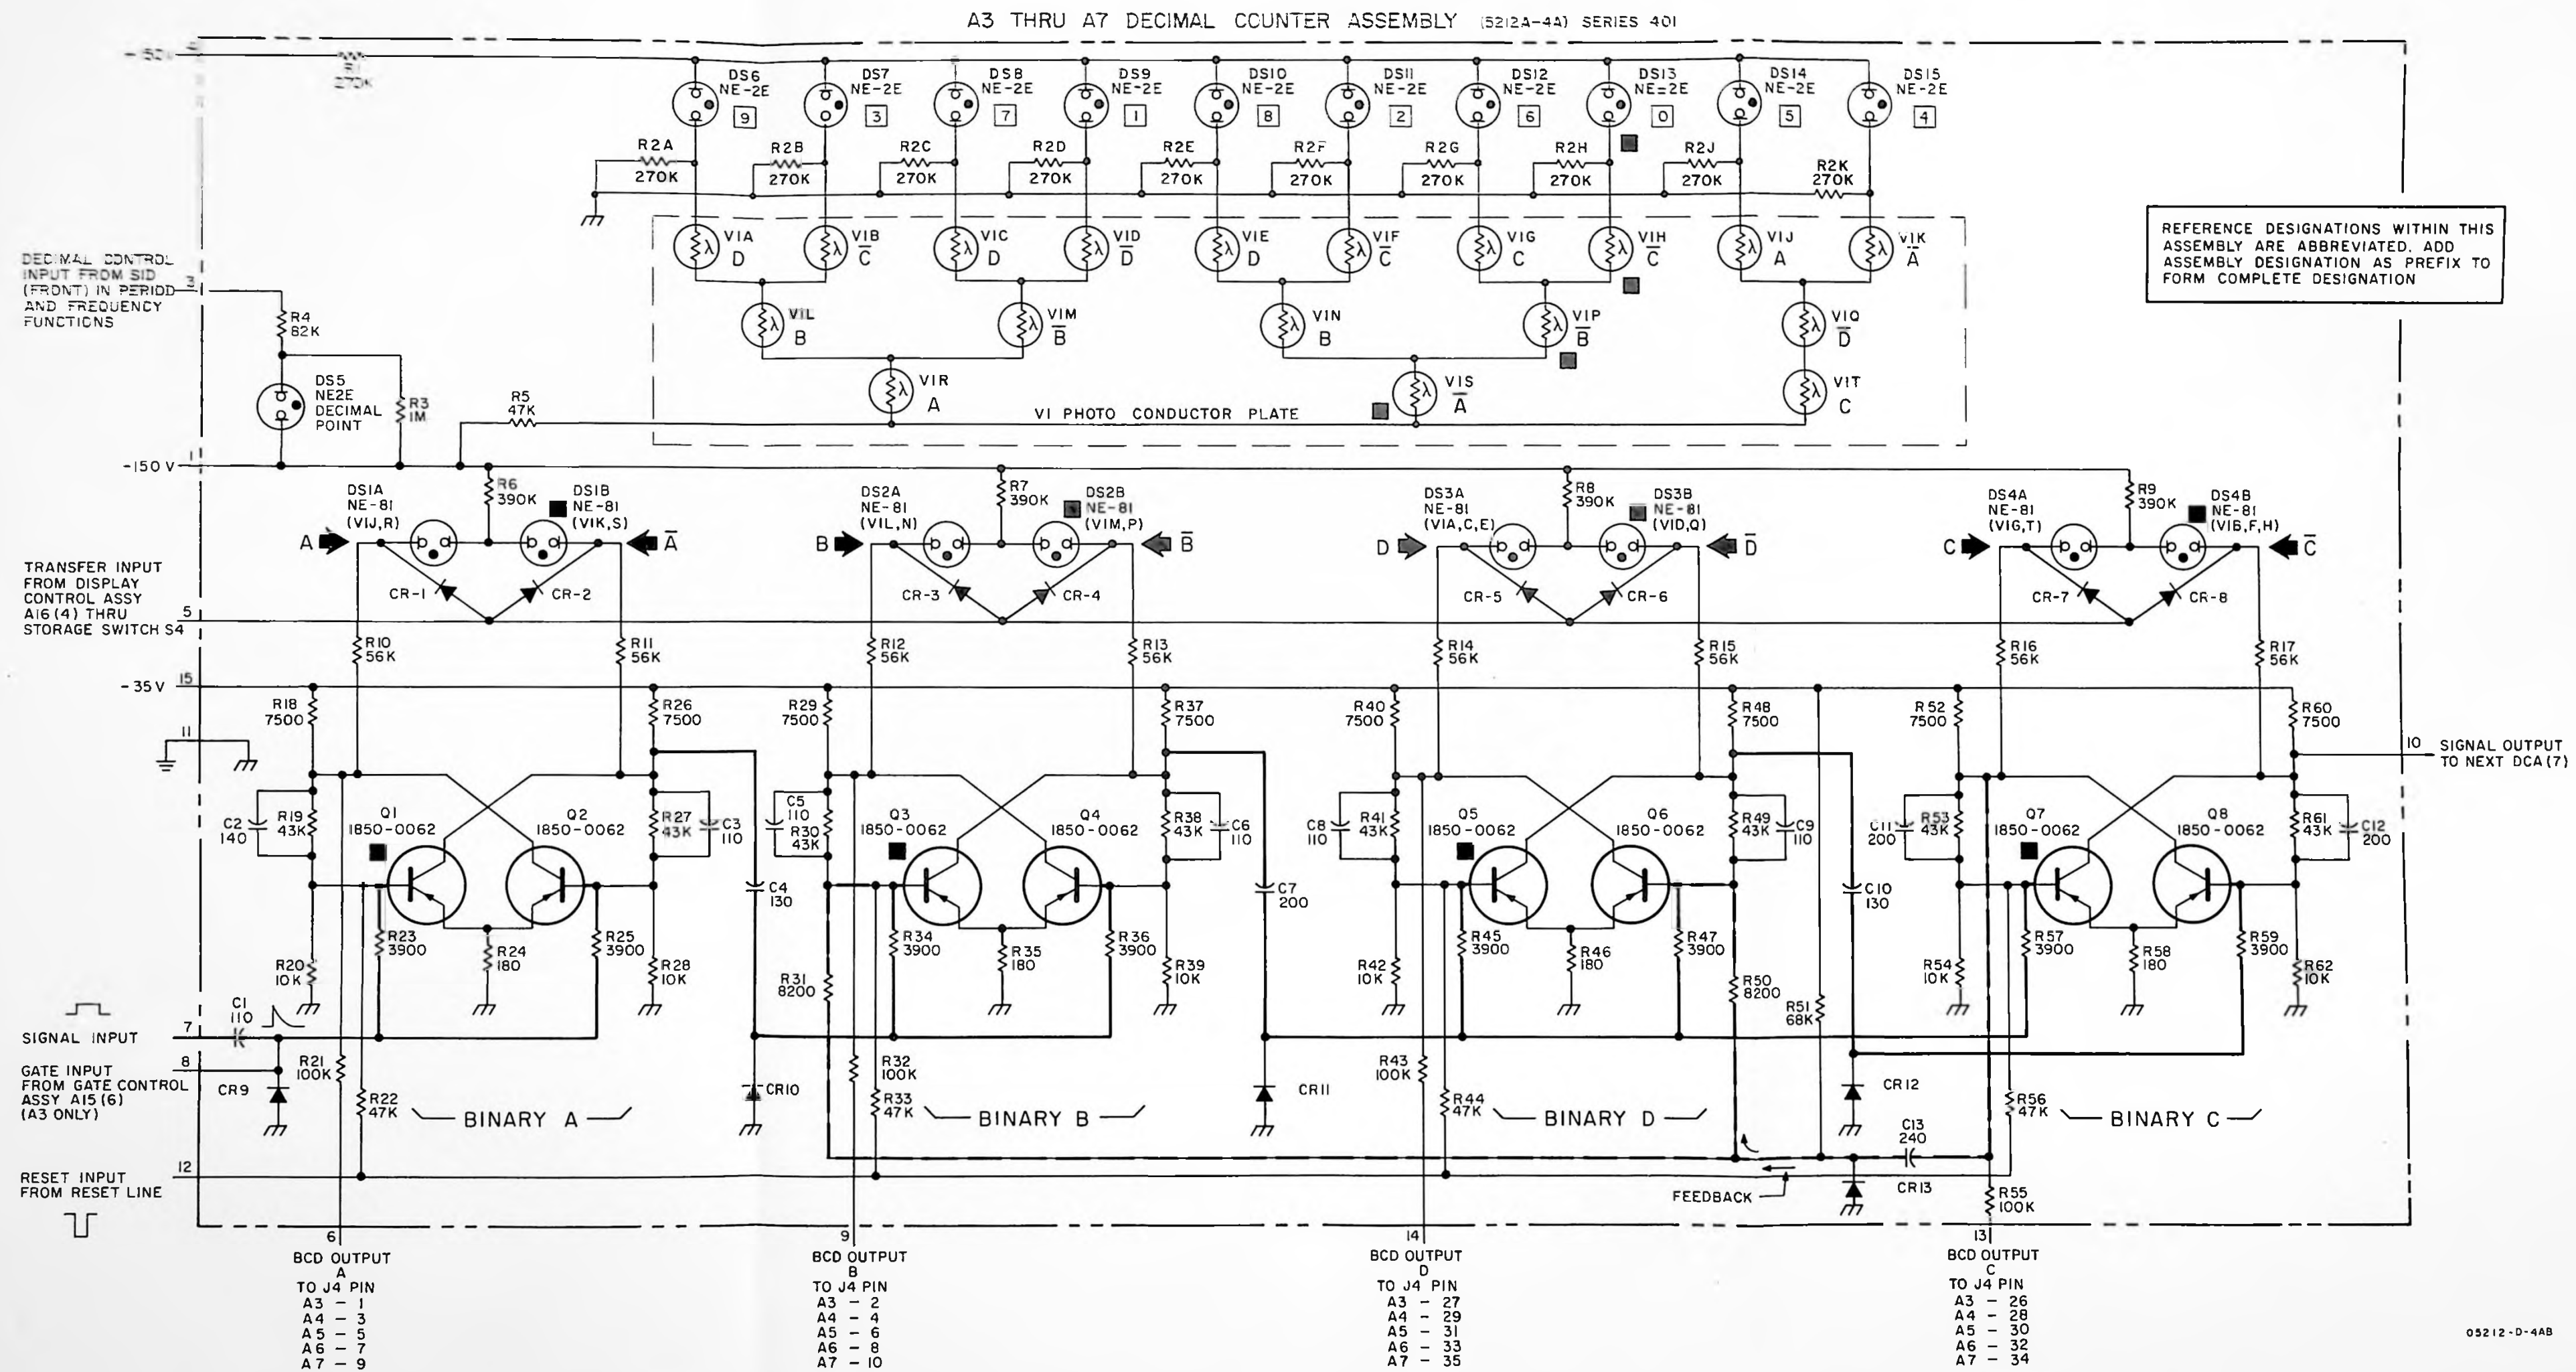 A3 THRU A7 DECIMAL COUNTER ASSEMBLY (5212A-4A) SERIES 401
-150V
R1
270K
DS6
NE-2E
9
DS7
NE-2E
3
DS8
NE-2E
7
DS9
NE-2E
1
DS10
NE-2E
8
DS11
NE-2E
2
DS12
NE-2E
6
DS13
NE-2E
0
DS14
NE-2E
5
DS15
NE-2E
4
R2A
270K
R2B
270K
R2C
270K
R2D
270K
R2E
270K
R2F
270K
R2G
270K
R2H
270K
R2J
270K
R2K
270K
REFERENCE DESIGNATIONS WITHIN THIS
ASSEMBLY ARE ABBREVIATED. ADD
ASSEMBLY DESIGNATION AS PREFIX TO
FORM COMPLETE DESIGNATION
λ V1A D
λ V1B C̅
λ V1C D
λ V1D D̅
λ V1E D
λ V1F C̅
λ V1G C
λ V1H C̅
λ V1J A
λ V1K A̅
λ V1L B
λ V1M B̅
λ V1N B
λ V1P B̅
λ V1Q D̅
λ V1R A
λ V1S A̅
λ V1T C
V1 PHOTO CONDUCTOR PLATE
DECIMAL CONTROL
INPUT FROM S1D
(FRONT) IN PERIOD
AND FREQUENCY
FUNCTIONS
3
R4
82K
DS5
NE2E
DECIMAL
POINT
R3
1M
R5
47K
-150 V 1
DS1A
NE-81
(V1J,R)
R6
390K
DS1B
NE-81
(V1K,S)
A
A̅
CR-1
CR-2
DS2A
NE-81
(V1L,N)
R7
390K
DS2B
NE-81
(V1M,P)
B
B̅
CR-3
CR-4
DS3A
NE-81
(V1A,C,E)
R8
390K
DS3B
NE-81
(V1D,Q)
D
D̅
CR-5
CR-6
DS4A
NE-81
(V1G,T)
R9
390K
DS4B
NE-81
(V1B,F,H)
C
C̅
CR-7
CR-8
TRANSFER INPUT
FROM DISPLAY
CONTROL ASSY
A16 (4) THRU
STORAGE SWITCH S4
5
R10
56K
R11
56K
R12
56K
R13
56K
R14
56K
R15
56K
R16
56K
R17
56K
-35V 15
R18
7500
R26
7500
R29
7500
R37
7500
R40
7500
R48
7500
R52
7500
R60
7500
11
10
SIGNAL OUTPUT
TO NEXT DCA(7)
C2
140
R19
43K
Q1
1850-0062
Q2
1850-0062
R27
43K
C3
110
C4
130
C5
110
R30
43K
Q3
1850-0062
Q4
1850-0062
R38
43K
C6
110
C7
200
C8
110
R41
43K
Q5
1850-0062
Q6
1850-0062
R49
43K
C9
110
C10
130
C11
200
R53
43K
Q7
1850-0062
Q8
1850-0062
R61
43K
C12
200
R20
10K
R23
3900
R24
180
R25
3900
R28
10K
R31
8200
R34
3900
R35
180
R36
3900
R39
10K
R42
10K
R45
3900
R46
180
R47
3900
R50
8200
R51
68K
R54
10K
R57
3900
R58
180
R59
3900
R62
10K
SIGNAL INPUT
7
C1
110
GATE INPUT
FROM GATE CONTROL
ASSY A15(6)
(A3 ONLY)
8
CR9
R21
100K
R22
47K
BINARY A
CR10
R32
100K
R33
47K
BINARY B
CR11
R43
100K
R44
47K
BINARY D
CR12
R56
47K
BINARY C
C13
240
RESET INPUT
FROM RESET LINE
12
FEEDBACK
CR13
R55
100K
6
BCD OUTPUT
A
TO J4 PIN
A3 - 1
A4 - 3
A5 - 5
A6 - 7
A7 - 9
9
BCD OUTPUT
B
TO J4 PIN
A3 - 2
A4 - 4
A5 - 6
A6 - 8
A7 - 10
14
BCD OUTPUT
D
TO J4 PIN
A3 - 27
A4 - 29
A5 - 31
A6 - 33
A7 - 35
13
BCD OUTPUT
C
TO J4 PIN
A3 - 26
A4 - 28
A5 - 30
A6 - 32
A7 - 34
05212-D-4AB